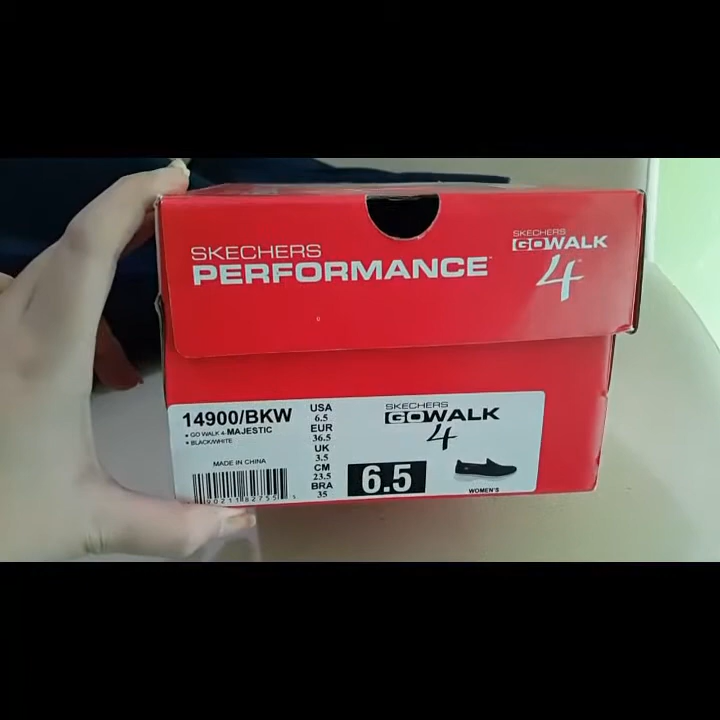 SKECHERS
PERFORMANCE
SKECHERS
GOWALK
4
14900/BKW
• GO WALK 4-MAJESTIC
• BLACK/WHITE
MADE IN CHINA
USA
6.5
EUR
36.5
UK
3.5
CM
23.5
BRA
35
SKECHERS
GOWALK
4
6.5
WOMEN'S